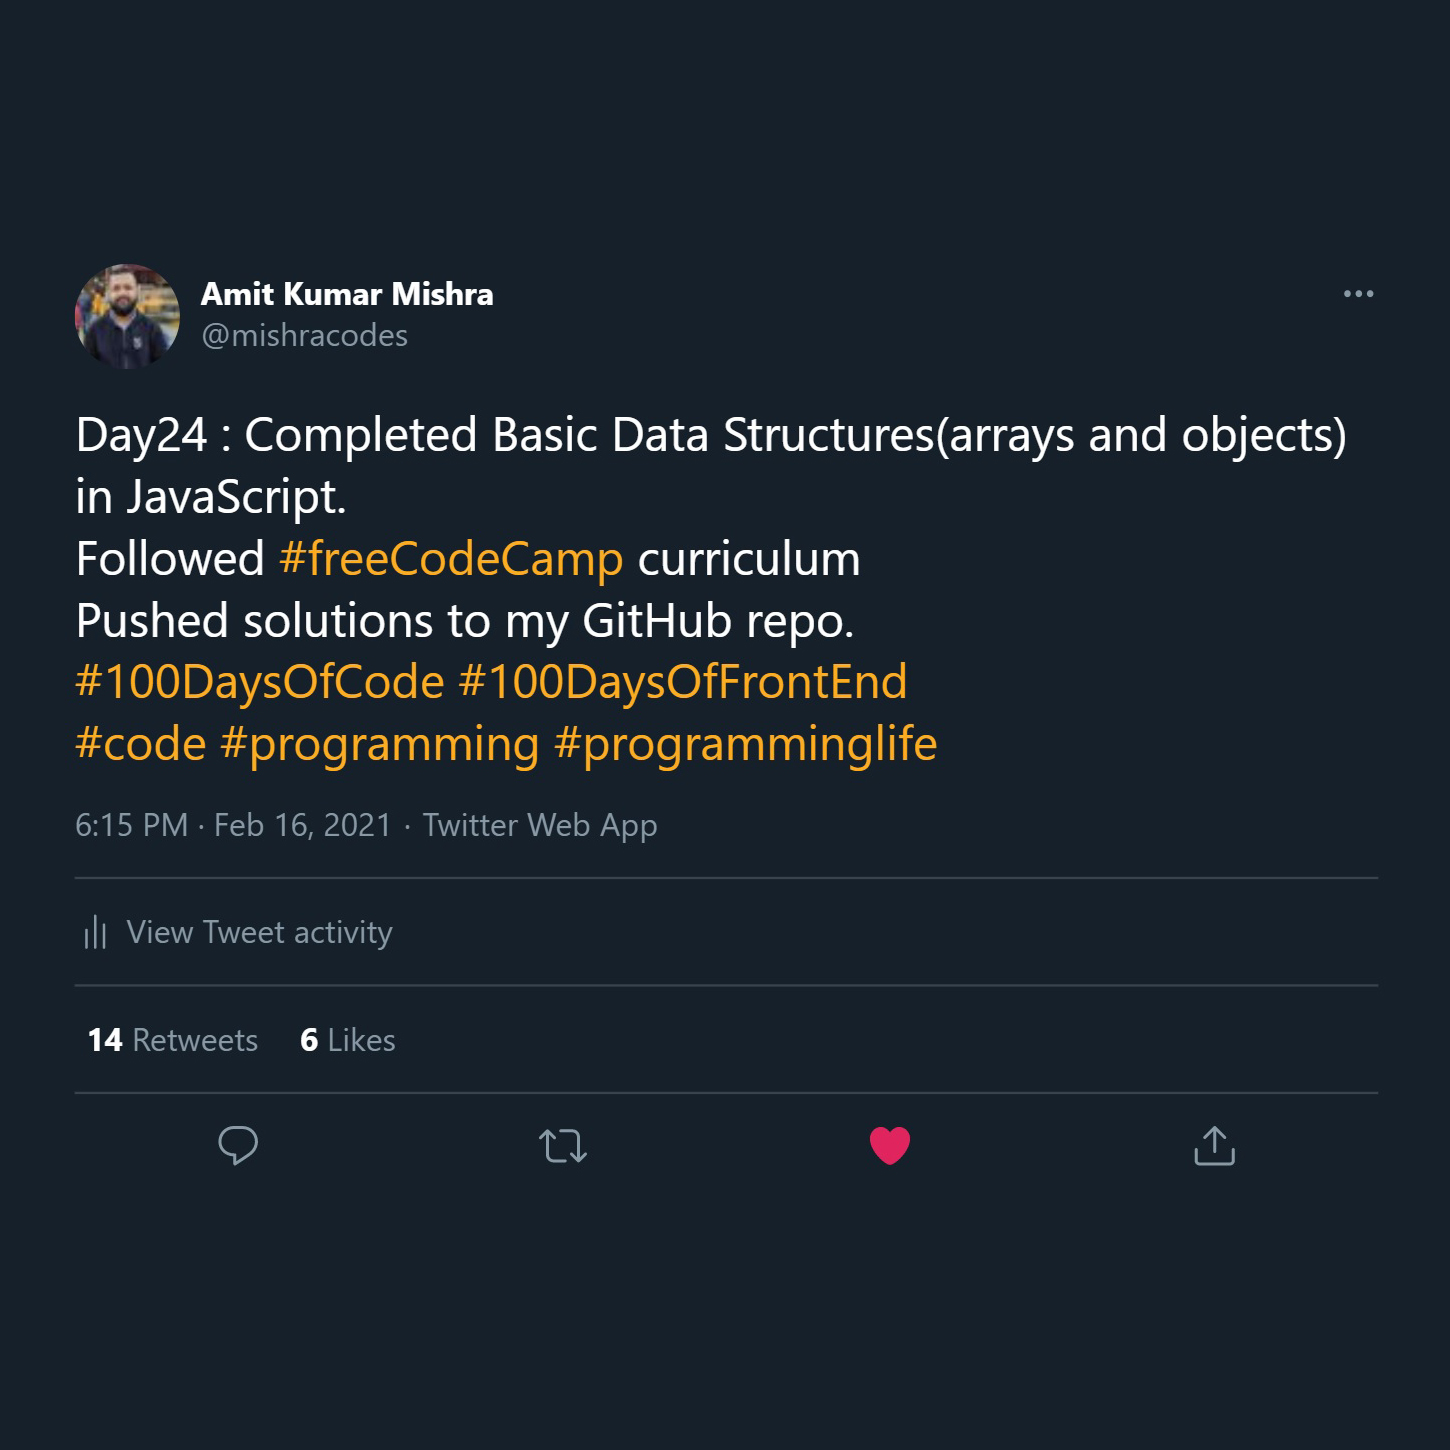 Amit Kumar Mishra
@mishracodes
Day24 : Completed Basic Data Structures(arrays and objects)
in JavaScript.
Followed #freeCodeCamp curriculum
Pushed solutions to my GitHub repo.
#100DaysOfCode #100DaysOfFrontEnd
#code #programming #programminglife
6:15 PM · Feb 16, 2021 · Twitter Web App
View Tweet activity
14 Retweets 6 Likes